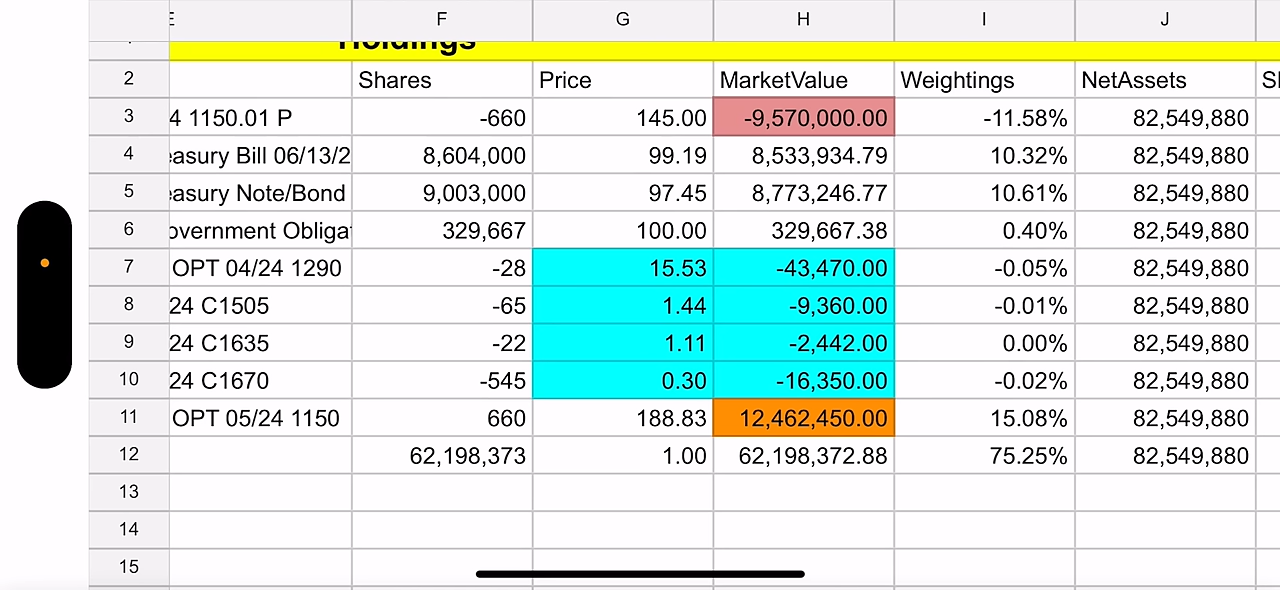 E F G H I J
Holdings
2 Shares Price MarketValue Weightings NetAssets
3 4 1150.01 P -660 145.00 -9,570,000.00 -11.58% 82,549,880
4 easury Bill 06/13/2 8,604,000 99.19 8,533,934.79 10.32% 82,549,880
5 easury Note/Bond 9,003,000 97.45 8,773,246.77 10.61% 82,549,880
6 overnment Obligat 329,667 100.00 329,667.38 0.40% 82,549,880
7 OPT 04/24 1290 -28 15.53 -43,470.00 -0.05% 82,549,880
8 24 C1505 -65 1.44 -9,360.00 -0.01% 82,549,880
9 24 C1635 -22 1.11 -2,442.00 0.00% 82,549,880
10 24 C1670 -545 0.30 -16,350.00 -0.02% 82,549,880
11 OPT 05/24 1150 660 188.83 12,462,450.00 15.08% 82,549,880
12 62,198,373 1.00 62,198,372.88 75.25% 82,549,880
13
14
15